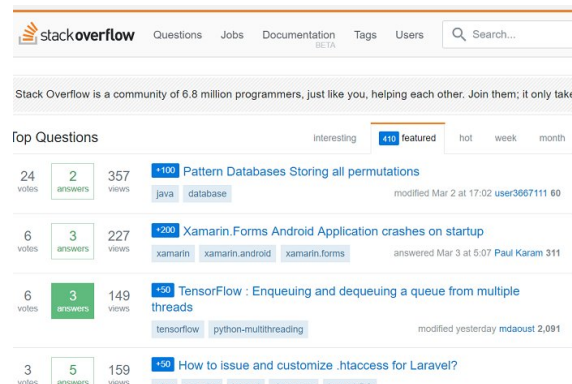 stackoverflow Questions Jobs Documentation Tags Users Search...
BETA
Stack Overflow is a community of 6.8 million programmers, just like you, helping each other. Join them; it only take
Top Questions interesting 410 featured hot week month
24 2 357 +100 Pattern Databases Storing all permutations
votes answers views java database modified Mar 2 at 17:02 user3667111 60
6 3 227 +200 Xamarin.Forms Android Application crashes on startup
votes answers views xamarin xamarin.android xamarin.forms answered Mar 3 at 5:07 Paul Karam 311
6 3 149 +50 TensorFlow : Enqueuing and dequeuing a queue from multiple
votes answers views threads
tensorflow python-multithreading modified yesterday mdaoust 2,091
3 5 159 +50 How to issue and customize .htaccess for Laravel?
votes answers views